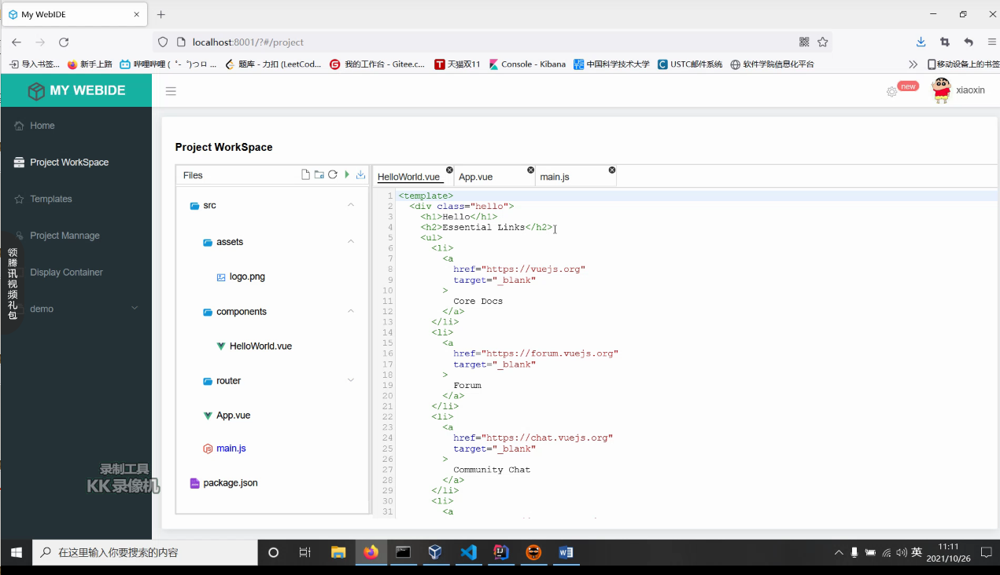 My WebIDE
localhost:8001/?#/project
导入书签... 新手上路 哔哩哔哩 ( ゜- ゜)つロ ... 题库 - 力扣 (LeetCod... 我的工作台 - Gitee.c... 天猫双11 Console - Kibana 中国科学技术大学 USTC邮件系统 软件学院信息化平台 移动设备上的书签
MY WEBIDE
new
xiaoxin
Home
Project WorkSpace
Templates
Project Mannage
Display Container
demo
领腾讯视频礼包
录制工具
KK录像机
Project WorkSpace
Files
src
assets
logo.png
components
HelloWorld.vue
router
App.vue
main.js
package.json
HelloWorld.vue App.vue main.js
1 <template>
2 <div class="hello">
3 <h1>Hello</h1>
4 <h2>Essential Links</h2>
5 <ul>
6 <li>
7 <a
8 href="https://vuejs.org"
9 target="_blank"
10 >
11 Core Docs
12 </a>
13 </li>
14 <li>
15 <a
16 href="https://forum.vuejs.org"
17 target="_blank"
18 >
19 Forum
20 </a>
21 </li>
22 <li>
23 <a
24 href="https://chat.vuejs.org"
25 target="_blank"
26 >
27 Community Chat
28 </a>
29 </li>
30 <li>
31 <a
在这里输入你要搜索的内容
英
11:11
2021/10/26